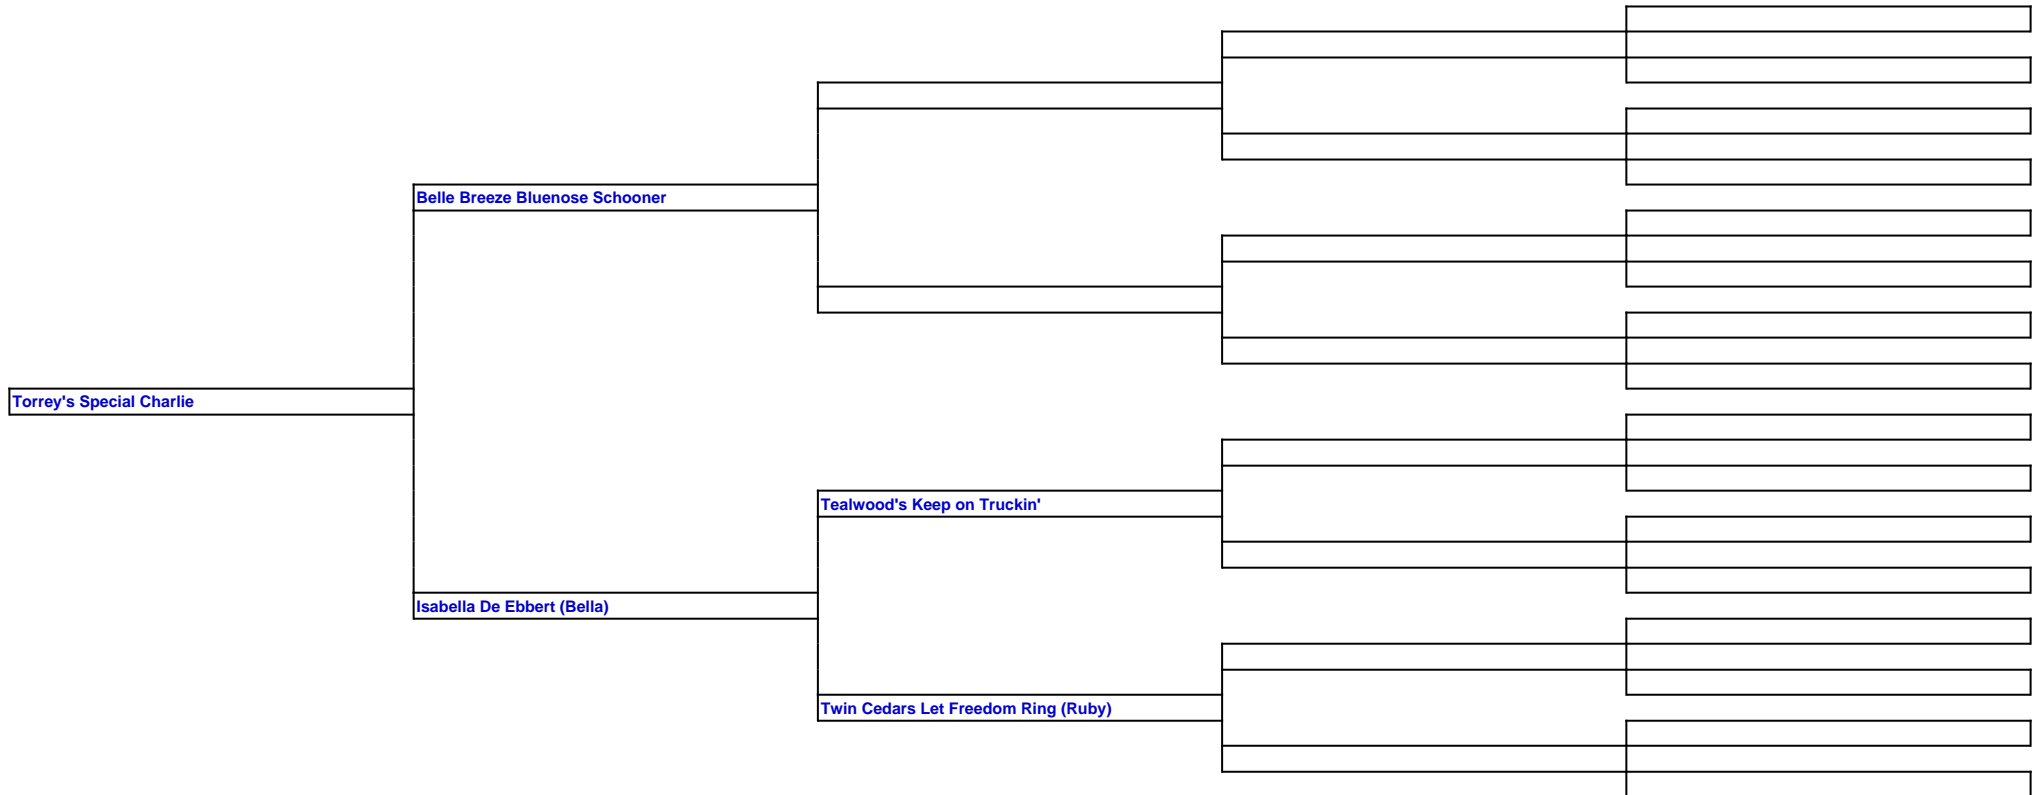 Belle Breeze Bluenose Schooner
Torrey's Special Charlie
Tealwood's Keep on Truckin'
Isabella De Ebbert (Bella)
Twin Cedars Let Freedom Ring (Ruby)